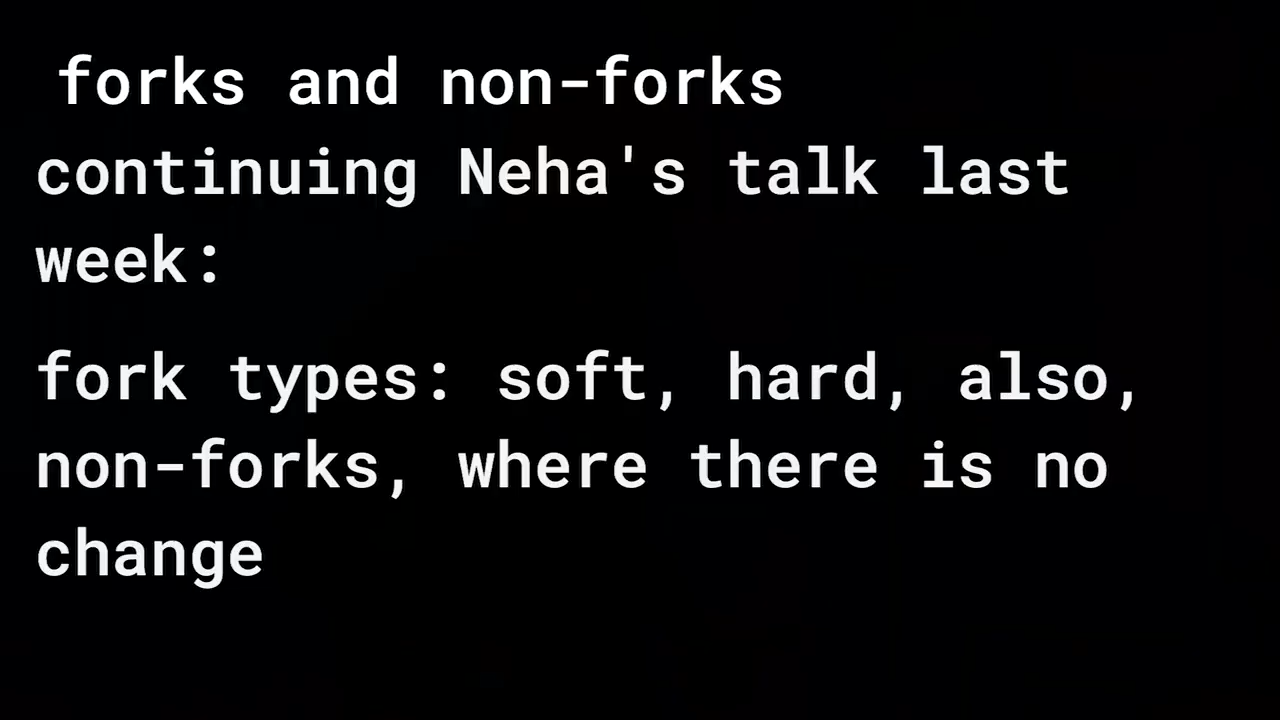 forks and non-forks
continuing Neha's talk last
week:
fork types: soft, hard, also,
non-forks, where there is no
change